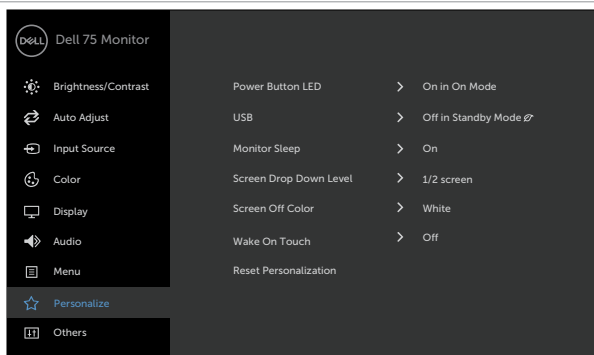 DELL Dell 75 Monitor
Brightness/Contrast
Auto Adjust
Input Source
Color
Display
Audio
Menu
Personalize
Others
Power Button LED > On in On Mode
USB > Off in Standby Mode
Monitor Sleep > On
Screen Drop Down Level > 1/2 screen
Screen Off Color > White
Wake On Touch > Off
Reset Personalization